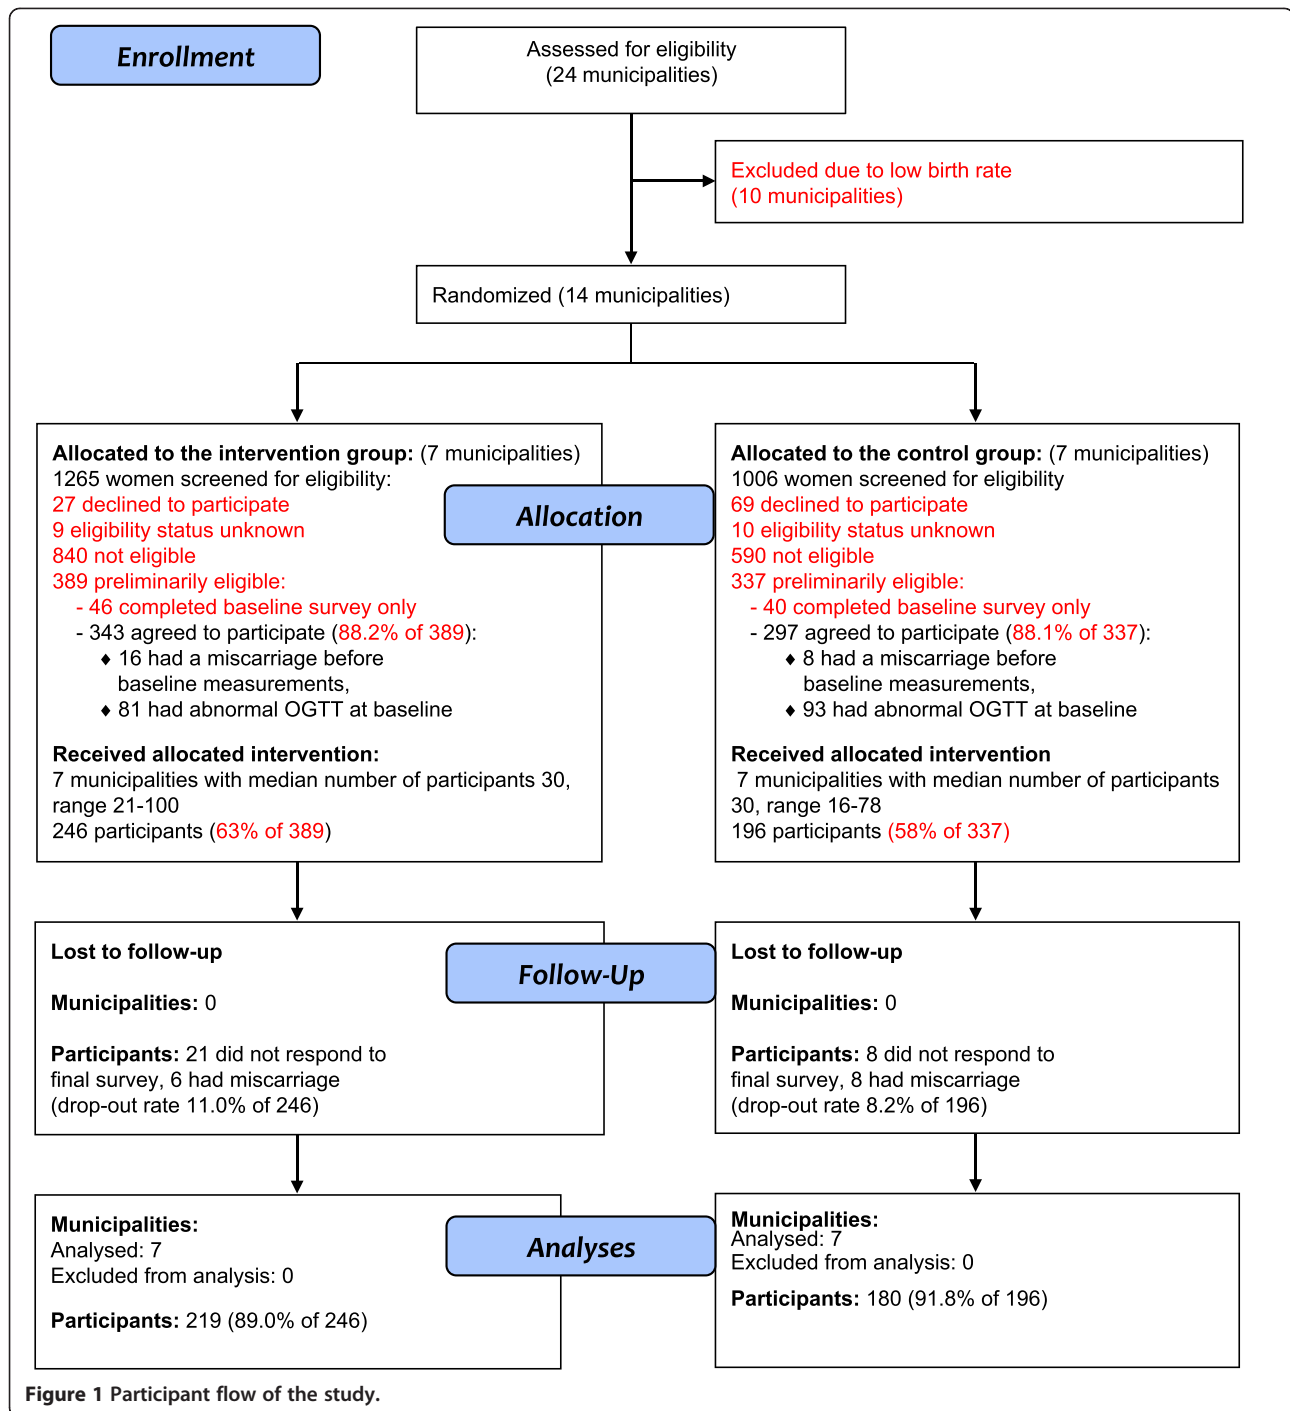 Enrollment
Assessed for eligibility
(24 municipalities)
Excluded due to low birth rate
(10 municipalities)
Randomized (14 municipalities)
Allocated to the intervention group: (7 municipalities)
1265 women screened for eligibility:
27 declined to participate
9 eligibility status unknown
840 not eligible
389 preliminarily eligible:
- 46 completed baseline survey only
- 343 agreed to participate (88.2% of 389):
♦ 16 had a miscarriage before
baseline measurements,
♦ 81 had abnormal OGTT at baseline
Received allocated intervention:
7 municipalities with median number of participants 30,
range 21-100
246 participants (63% of 389)
Allocation
Allocated to the control group: (7 municipalities)
1006 women screened for eligibility
69 declined to participate
10 eligibility status unknown
590 not eligible
337 preliminarily eligible:
- 40 completed baseline survey only
- 297 agreed to participate (88.1% of 337):
♦ 8 had a miscarriage before
baseline measurements,
♦ 93 had abnormal OGTT at baseline
Received allocated intervention
7 municipalities with median number of participants
30, range 16-78
196 participants (58% of 337)
Lost to follow-up
Municipalities: 0
Participants: 21 did not respond to
final survey, 6 had miscarriage
(drop-out rate 11.0% of 246)
Follow-Up
Lost to follow-up
Municipalities: 0
Participants: 8 did not respond to
final survey, 8 had miscarriage
(drop-out rate 8.2% of 196)
Municipalities:
Analysed: 7
Excluded from analysis: 0
Participants: 219 (89.0% of 246)
Analyses
Municipalities:
Analysed: 7
Excluded from analysis: 0
Participants: 180 (91.8% of 196)
Figure 1 Participant flow of the study.